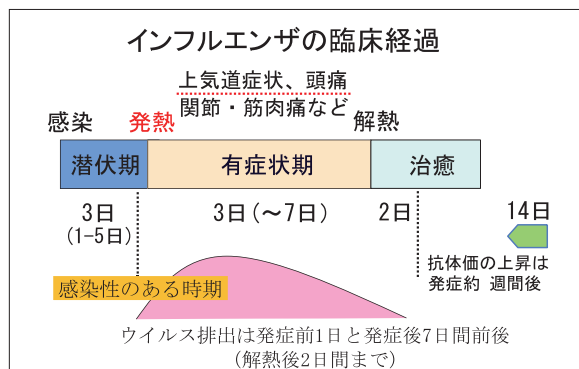 インフルエンザの臨床経過
上気道症状、頭痛
関節・筋肉痛など
感染
発熱
解熱
潜伏期
有症状期
治癒
3日
(1−5日)
3日(〜7日)
2日
14日
抗体価の上昇は
発症約 週間後
感染性のある時期
ウイルス排出は発症前1日と発症後7日間前後
(解熱後2日間まで)